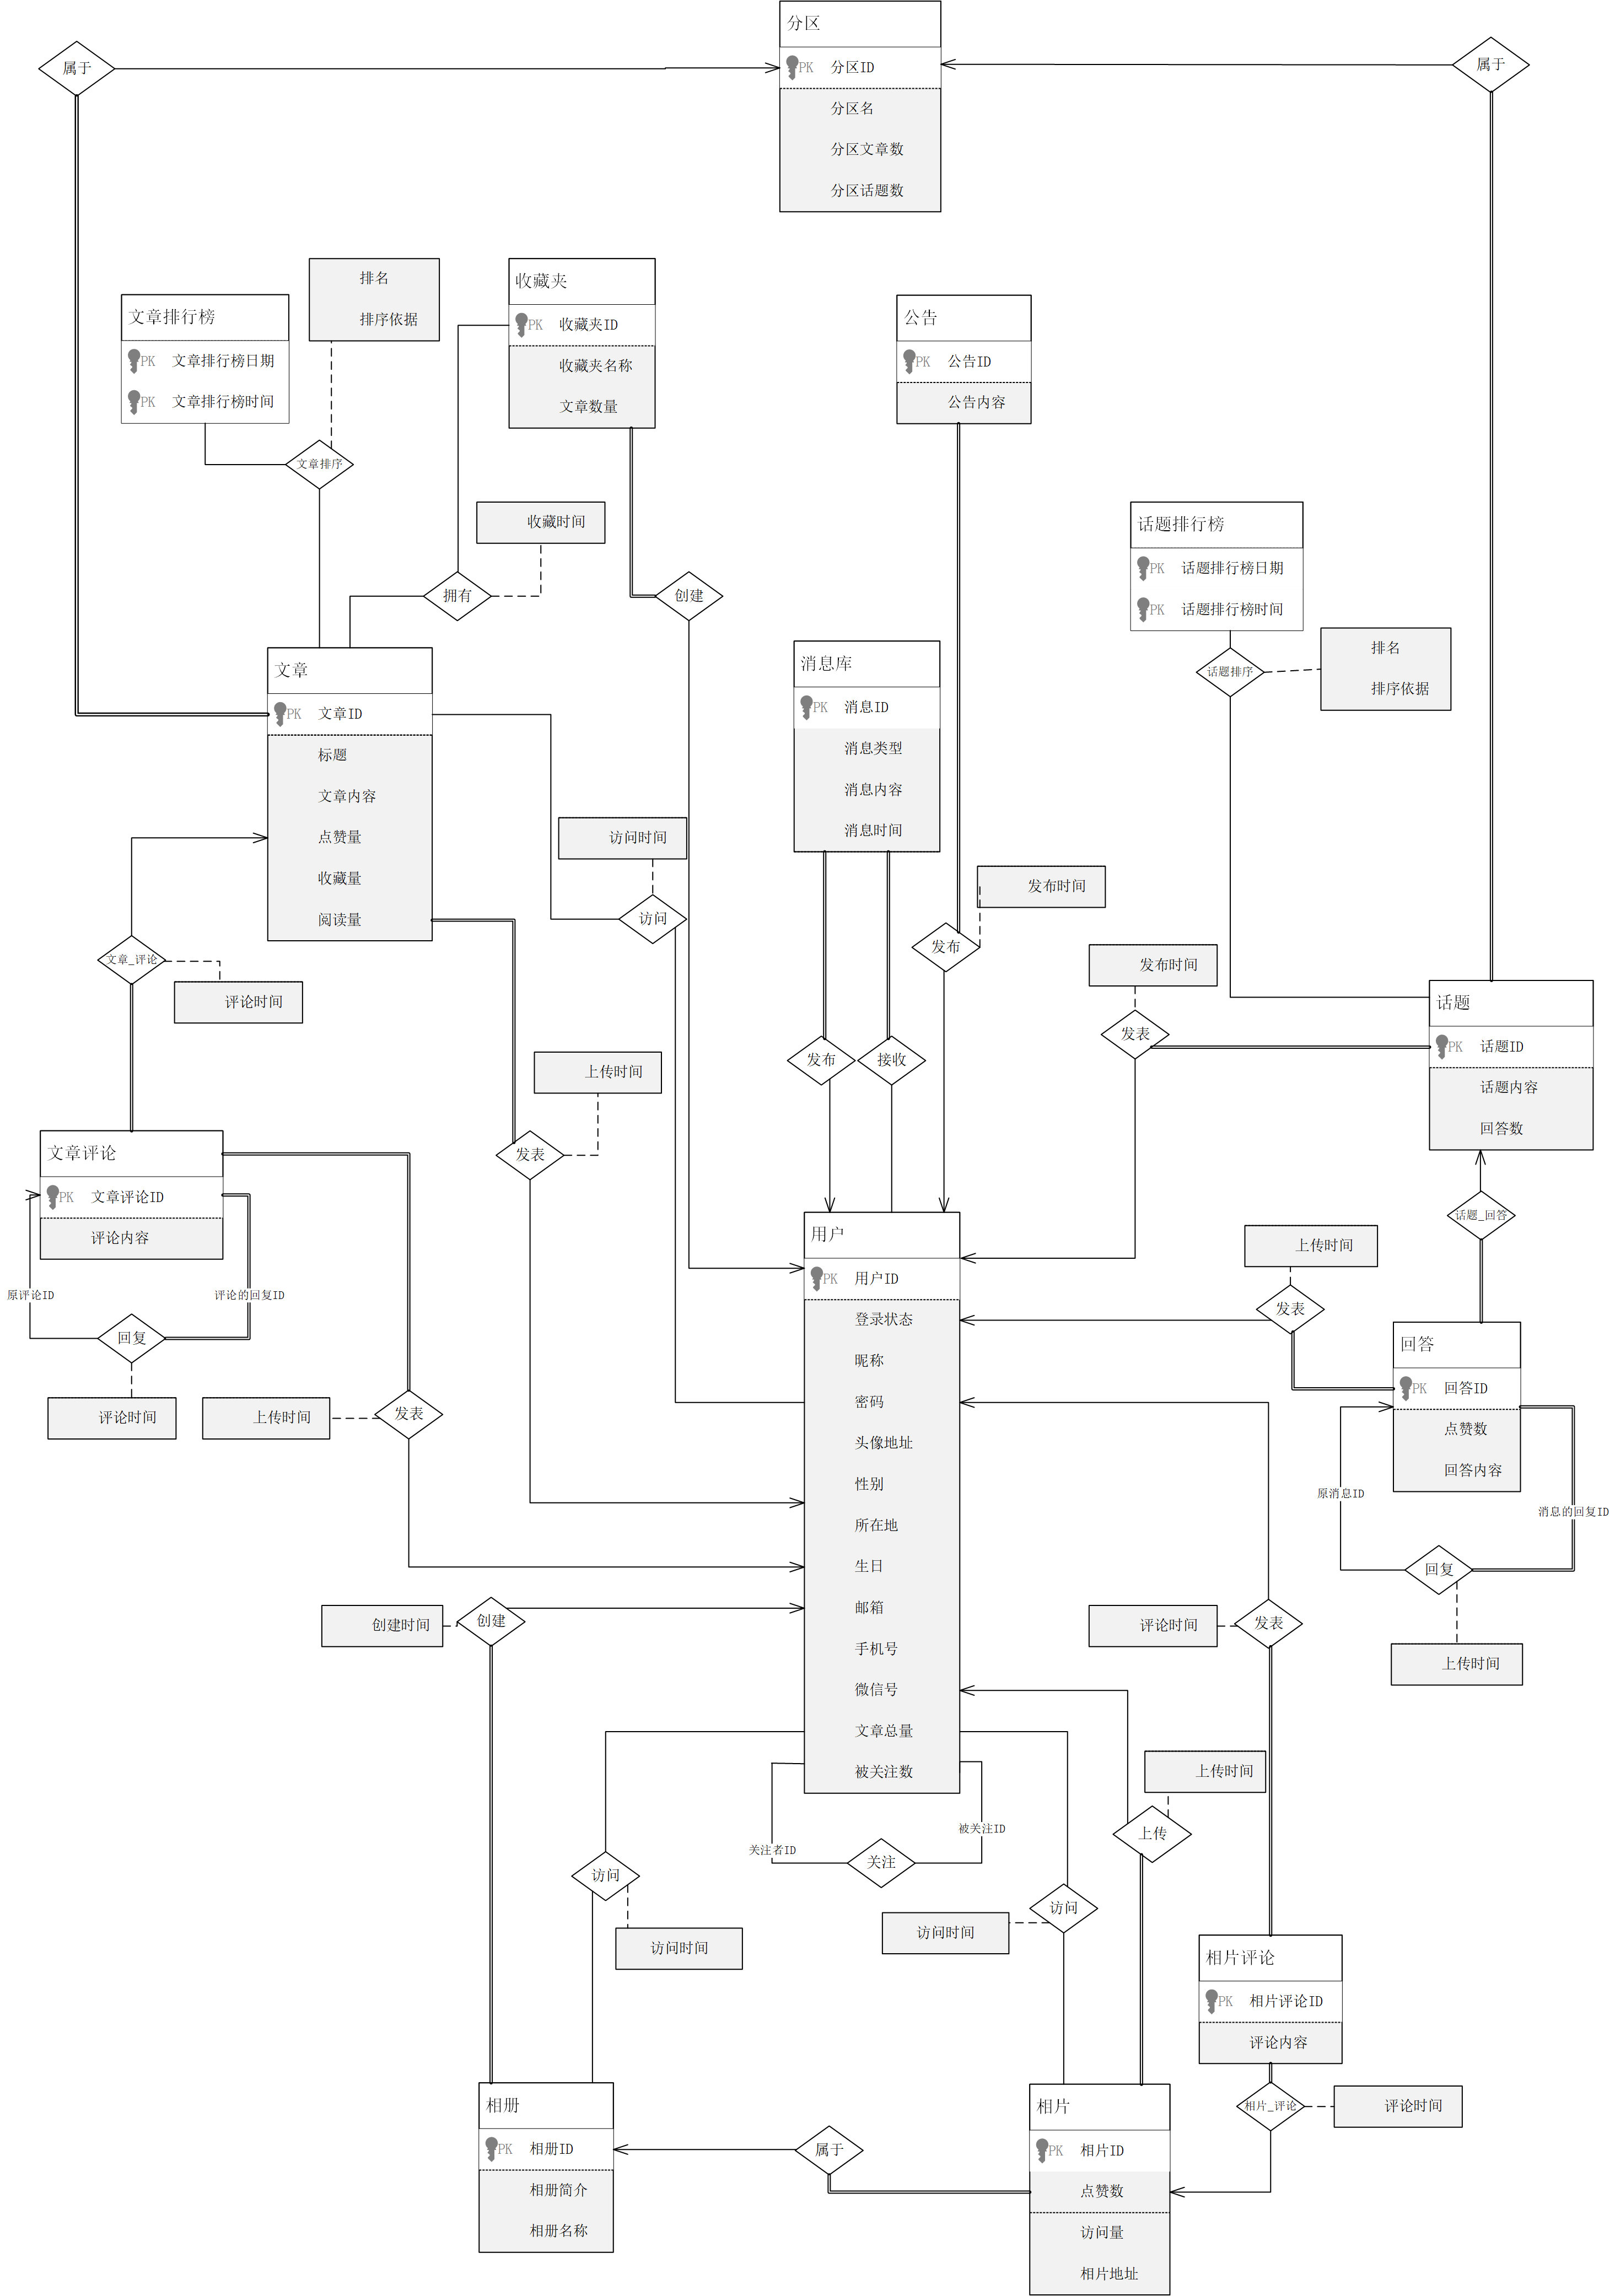 分区
属于
属于
PK 分区ID
分区名
分区文章数
分区话题数
排名
排序依据
收藏夹
PK 收藏夹ID
收藏夹名称
文章数量
文章排行榜
PK 文章排行榜日期
PK 文章排行榜时间
公告
PK 公告ID
公告内容
文章排序
收藏时间
拥有
创建
话题排行榜
PK 话题排行榜日期
PK 话题排行榜时间
话题排序
排名
排序依据
文章
PK 文章ID
标题
文章内容
点赞量
收藏量
阅读量
消息库
PK 消息ID
消息类型
消息内容
消息时间
访问时间
访问
发布时间
发布
发布时间
发表
文章_评论
评论时间
话题
PK 话题ID
话题内容
回答数
发布
接收
上传时间
发表
文章评论
PK 文章评论ID
评论内容
原评论ID
评论的回复ID
回复
评论时间
上传时间
发表
用户
PK 用户ID
登录状态
昵称
密码
头像地址
性别
所在地
生日
邮箱
手机号
微信号
文章总量
被关注数
话题_回答
上传时间
发表
回答
PK 回答ID
点赞数
回答内容
原消息ID
消息的回复ID
回复
上传时间
创建时间
创建
评论时间
发表
上传时间
上传
关注者ID
被关注ID
关注
访问
访问时间
访问
访问时间
相片评论
PK 相片评论ID
评论内容
相片_评论
评论时间
相册
PK 相册ID
相册简介
相册名称
属于
相片
PK 相片ID
点赞数
访问量
相片地址